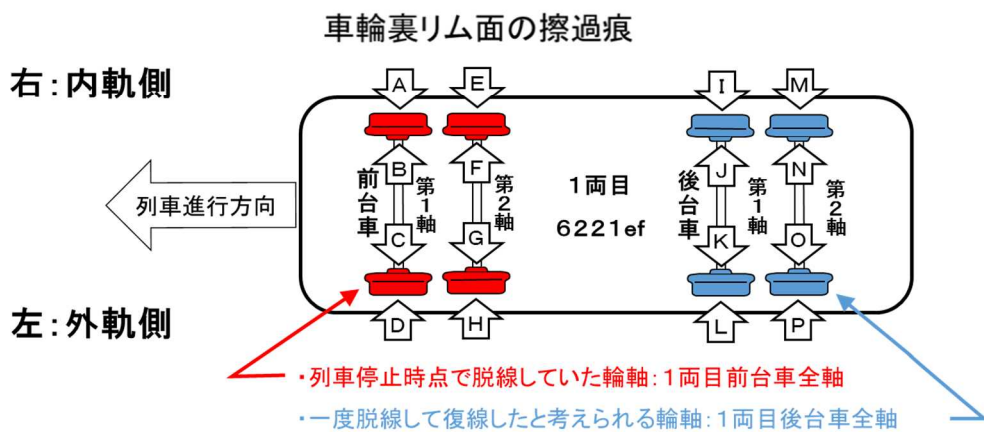 車輪裏リム面の擦過痕
右：内軌側
A
E
I
M
B
F
J
N
前台車
第1軸
第2軸
1両目
6221ef
後台車
第1軸
第2軸
列車進行方向
C
G
K
O
左：外軌側
D
H
L
P
・列車停止時点で脱線していた輪軸：1両目前台車全軸
・一度脱線して復線したと考えられる輪軸：1両目後台車全軸